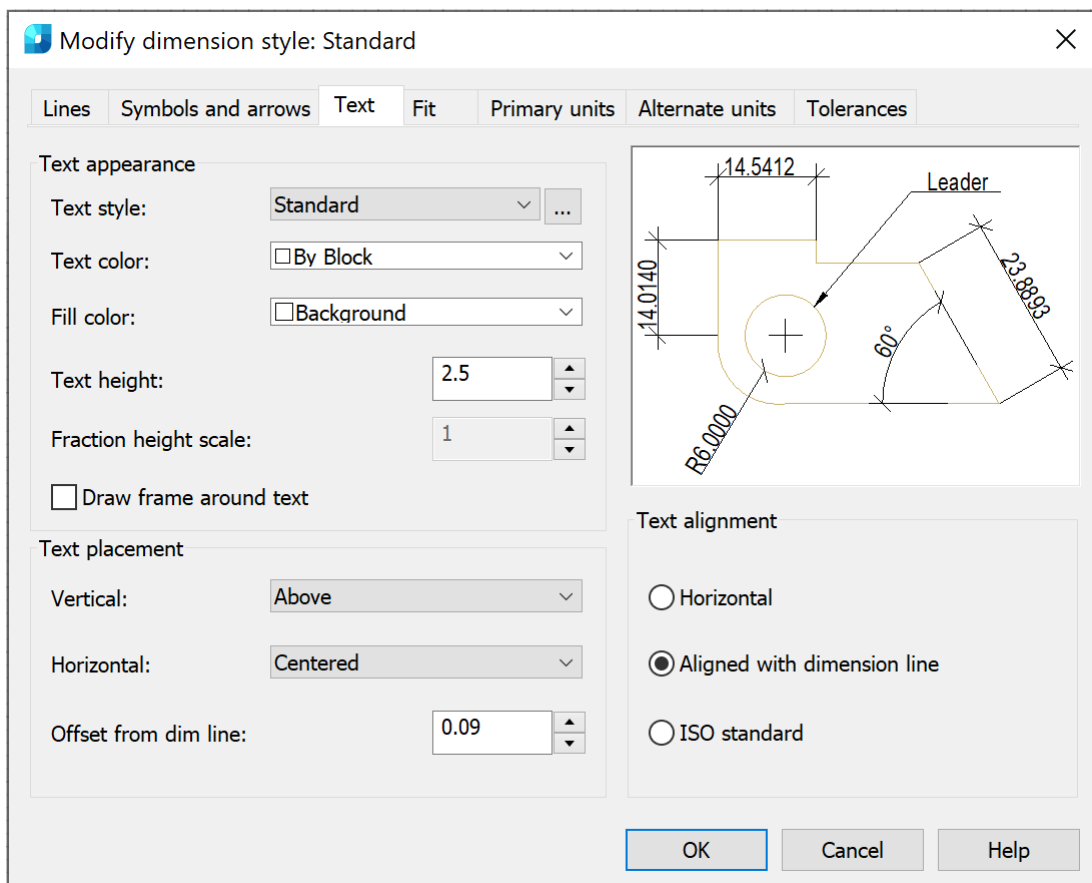 Modify dimension style: Standard
Lines Symbols and arrows Text Fit Primary units Alternate units Tolerances
Text appearance
Text style: Standard ...
Text color: By Block
Fill color: Background
Text height: 2.5
Fraction height scale: 1
Draw frame around text
Text placement
Vertical: Above
Horizontal: Centered
Offset from dim line: 0.09
14.5412
Leader
14.0140
23.8893
60°
R6.0000
Text alignment
Horizontal
Aligned with dimension line
ISO standard
OK Cancel Help